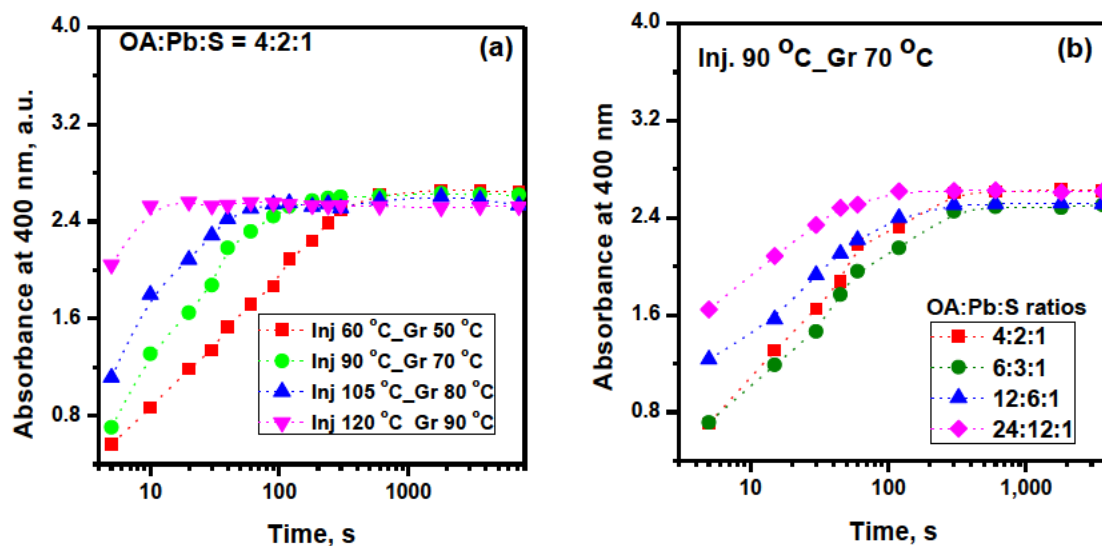 OA:Pb:S = 4:2:1
(a)
Absorbance at 400 nm, a.u.
4.0
3.2
2.4
1.6
0.8
Inj 60 °C_Gr 50 °C
Inj 90 °C_Gr 70 °C
Inj 105 °C_Gr 80 °C
Inj 120 °C_Gr 90 °C
10
100
1000
Time, s
Inj. 90 °C_Gr 70 °C
(b)
Absorbance at 400 nm
4.0
3.2
2.4
1.6
0.8
OA:Pb:S ratios
4:2:1
6:3:1
12:6:1
24:12:1
10
100
1,000
Time, s